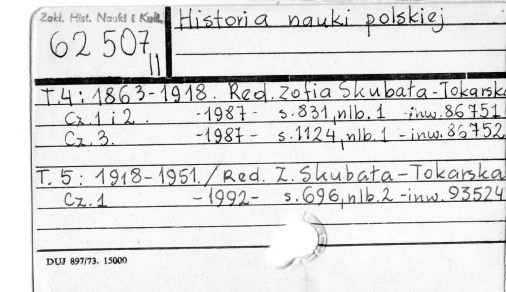 Zakł. Hist. Nauki i Kult.
Historia nauki polskiej
62 507
II
T.4: 1863-1918. Red. Zofia Skubała-Tokarska
Cz. 1 i 2. -1987- s.831, nlb. 1 -inw. 86751
Cz. 3. -1987- s.1124, nlb. 1 -inw. 86752
T. 5: 1918-1951./Red. Z. Skubała-Tokarska
Cz. 1 -1992- s.696, nlb.2 -inw. 93524
DUJ 897/73. 15000